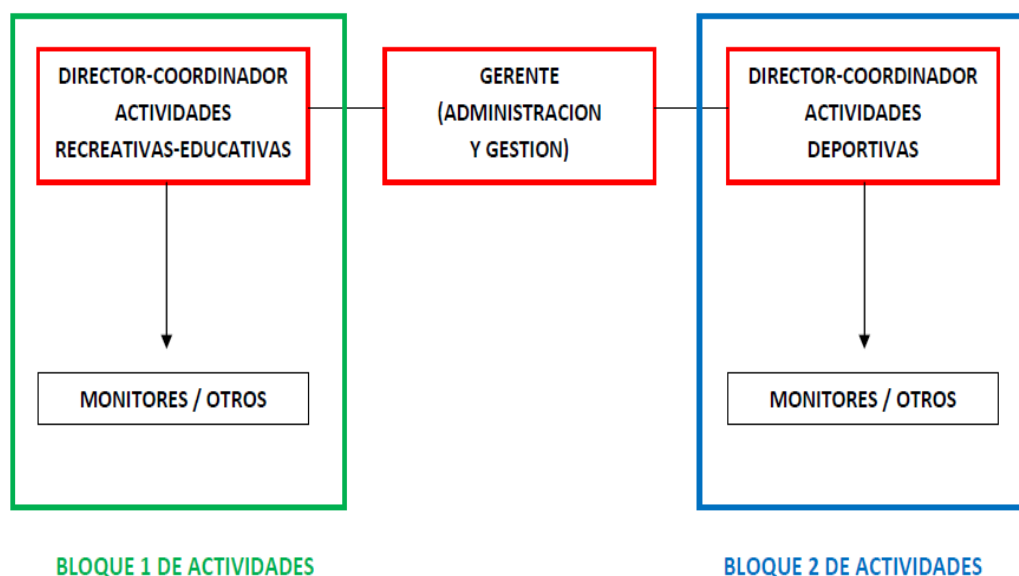 DIRECTOR-COORDINADOR
ACTIVIDADES
RECREATIVAS-EDUCATIVAS
GERENTE
(ADMINISTRACION
Y GESTION)
DIRECTOR-COORDINADOR
ACTIVIDADES
DEPORTIVAS
MONITORES / OTROS
MONITORES / OTROS
BLOQUE 1 DE ACTIVIDADES
BLOQUE 2 DE ACTIVIDADES